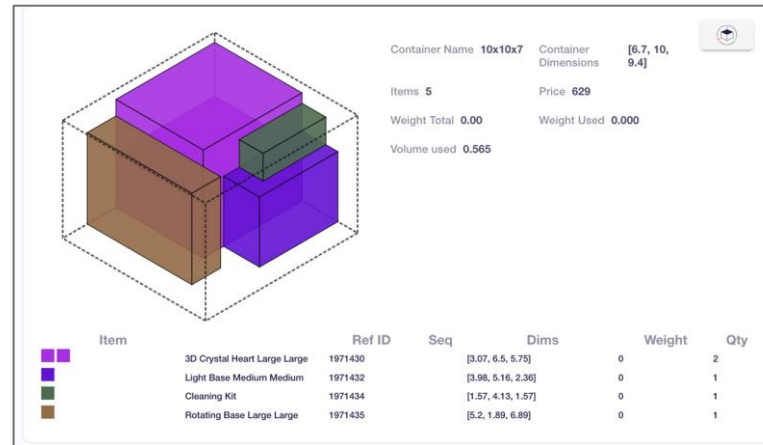 Container Name 10x10x7 Container Dimensions [6.7, 10, 9.4]
Items 5 Price 629
Weight Total 0.00 Weight Used 0.000
Volume used 0.565
Item Ref ID Seq Dims Weight Qty
3D Crystal Heart Large Large 1971430 [3.07, 6.5, 5.75] 0 2
Light Base Medium Medium 1971432 [3.98, 5.16, 2.36] 0 1
Cleaning Kit 1971434 [1.57, 4.13, 1.57] 0 1
Rotating Base Large Large 1971435 [5.2, 1.89, 6.89] 0 1